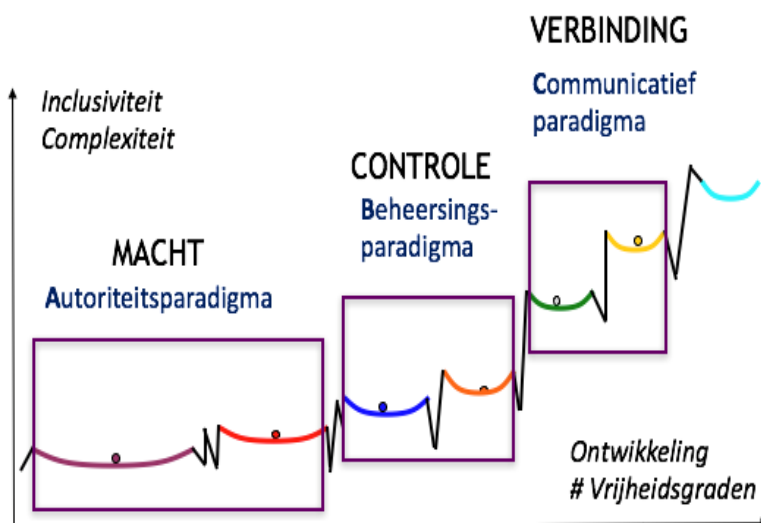 VERBINDING
Communicatief
paradigma
Inclusiviteit
Complexiteit
CONTROLE
Beheersings-
paradigma
MACHT
Autoriteitsparadigma
Ontwikkeling
# Vrijheidsgraden